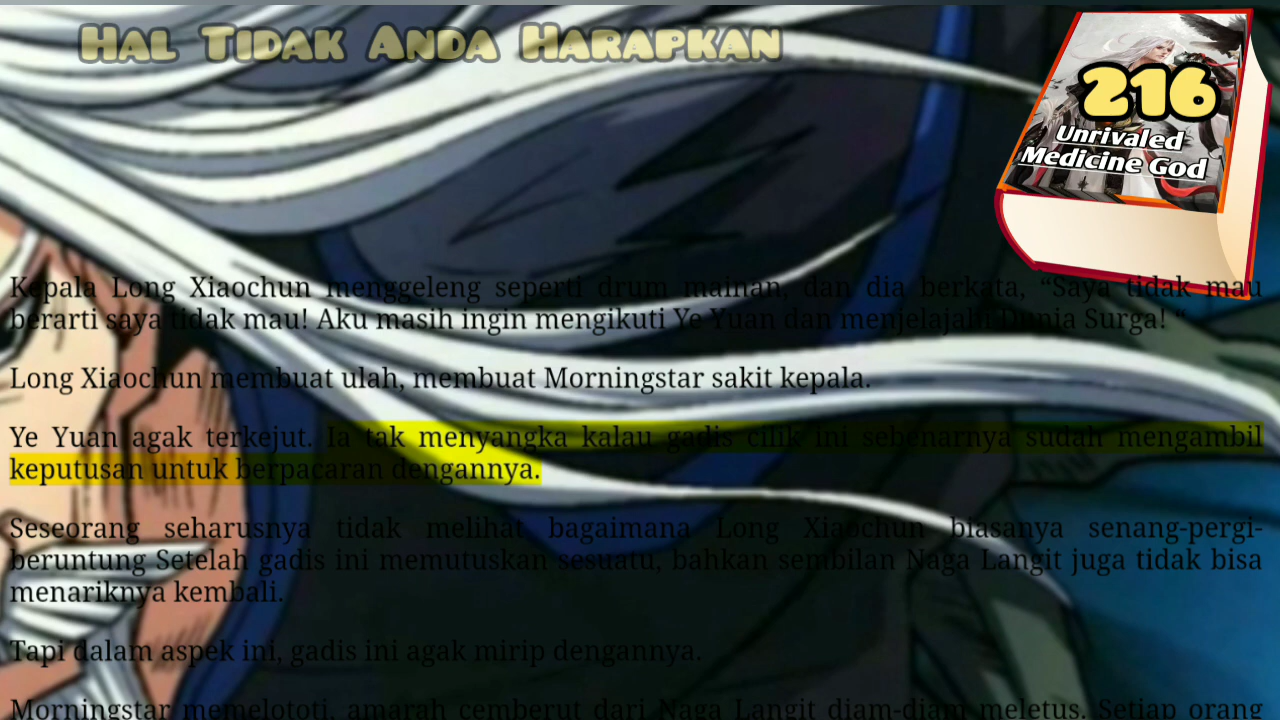 Hal Tidak Anda Harapkan
216
Unrivaled
Medicine God
Kepala Long Xiaochun menggeleng seperti drum mainan, dan dia berkata, “Saya tidak mau
berarti saya tidak mau! Aku masih ingin mengikuti Ye Yuan dan menjelajahi Dunia Surga! “
Long Xiaochun membuat ulah, membuat Morningstar sakit kepala.
Ye Yuan agak terkejut. Ia tak menyangka kalau gadis cilik ini sebenarnya sudah mengambil
keputusan untuk berpacaran dengannya.
Seseorang seharusnya tidak melihat bagaimana Long Xiaochun biasanya senang-pergi-
beruntung Setelah gadis ini memutuskan sesuatu, bahkan sembilan Naga Langit juga tidak bisa
menariknya kembali.
Tapi dalam aspek ini, gadis ini agak mirip dengannya.
Morningstar memelototi, amarah cemberut dari Naga Langit diam-diam meletus. Setiap orang